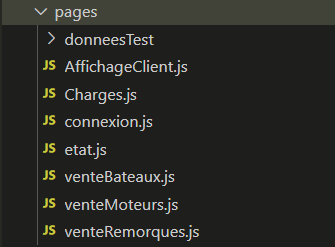 pages
donneesTest
JS AffichageClient.js
JS Charges.js
JS connexion.js
JS etat.js
JS venteBateaux.js
JS venteMoteurs.js
JS venteRemorques.js